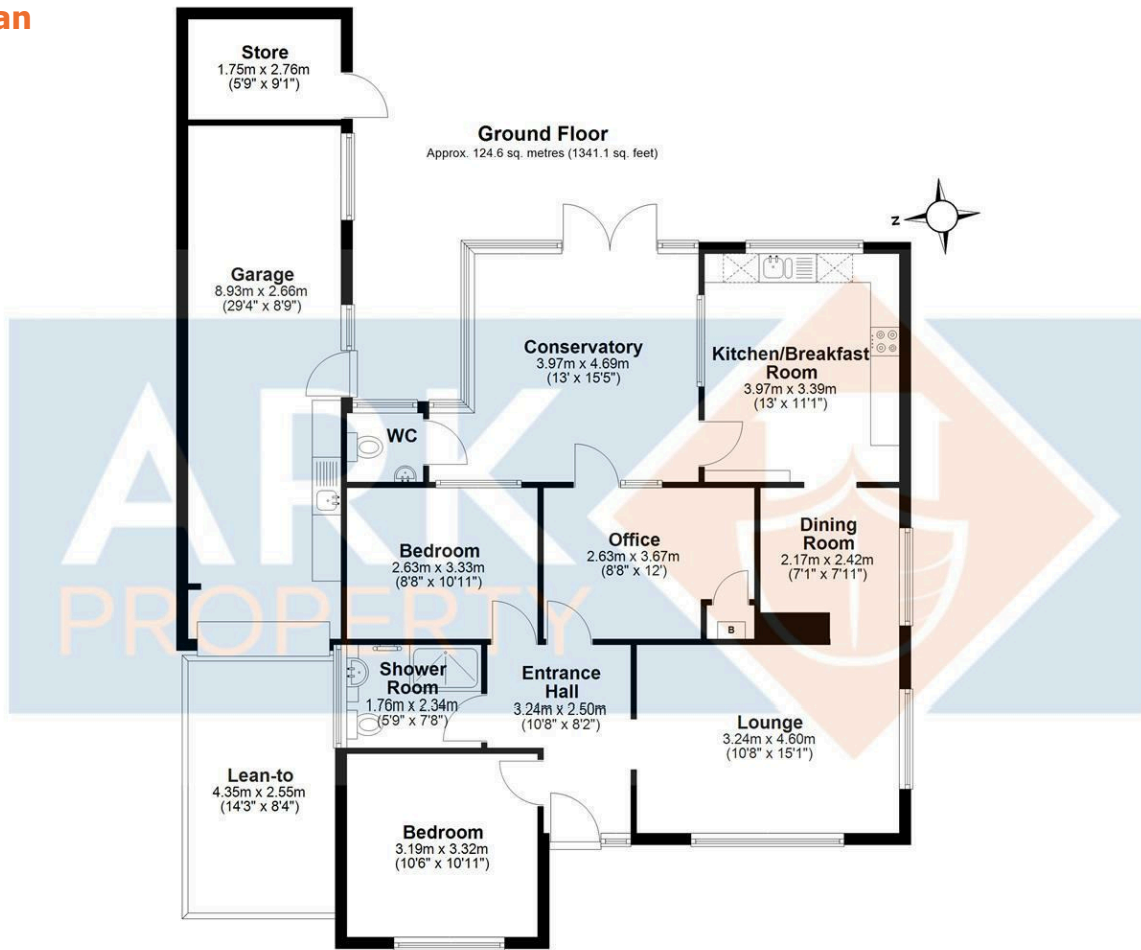 an
Store
1.75m x 2.76m
(5'9" x 9'1")
Ground Floor
Approx. 124.6 sq. metres (1341.1 sq. feet)
Z
Garage
8.93m x 2.66m
(29'4" x 8'9")
Conservatory
3.97m x 4.69m
(13' x 15'5")
Kitchen/Breakfast
Room
3.97m x 3.39m
(13' x 11'1")
WC
ARK
PROPERTY
Bedroom
2.63m x 3.33m
(8'8" x 10'11")
Office
2.63m x 3.67m
(8'8" x 12')
Dining
Room
2.17m x 2.42m
(7'1" x 7'11")
B
Shower
Room
1.76m x 2.34m
(5'9" x 7'8")
Entrance
Hall
3.24m x 2.50m
(10'8" x 8'2")
Lounge
3.24m x 4.60m
(10'8" x 15'1")
Lean-to
4.35m x 2.55m
(14'3" x 8'4")
Bedroom
3.19m x 3.32m
(10'6" x 10'11")